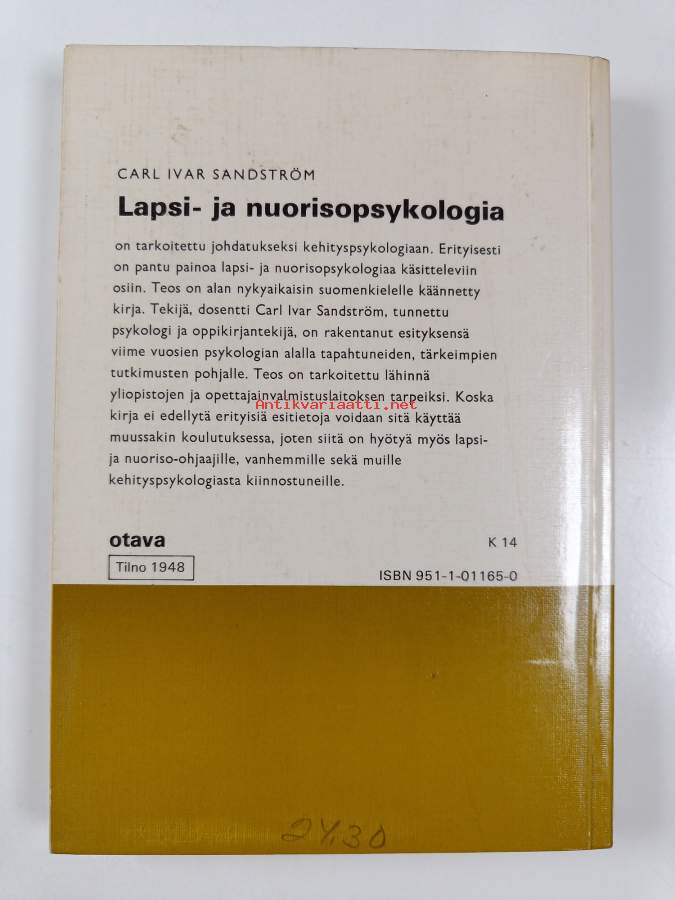 CARL IVAR SANDSTRÖM
Lapsi- ja nuorisopsykologia
on tarkoitettu johdatukseksi kehityspsykologiaan. Erityisesti
on pantu painoa lapsi- ja nuorisopsykologiaa käsitteleviin
osiin. Teos on alan nykyaikaisin suomenkielelle käännetty
kirja. Tekijä, dosentti Carl Ivar Sandström, tunnettu
psykologi ja oppikirjantekijä, on rakentanut esityksensä
viime vuosien psykologian alalla tapahtuneiden, tärkeimpien
tutkimusten pohjalle. Teos on tarkoitettu lähinnä
yliopistojen ja opettajainvalmistuslaitoksen tarpeiksi. Koska
Antikvariaatti.net
kirja ei edellytä erityisiä esitietoja voidaan sitä käyttää
muussakin koulutuksessa, joten siitä on hyötyä myös lapsi-
ja nuoriso-ohjaajille, vanhemmille sekä muille
kehityspsykologiasta kiinnostuneille.
otava
K 14
Tilno 1948
ISBN 951-1-01165-0
24,30